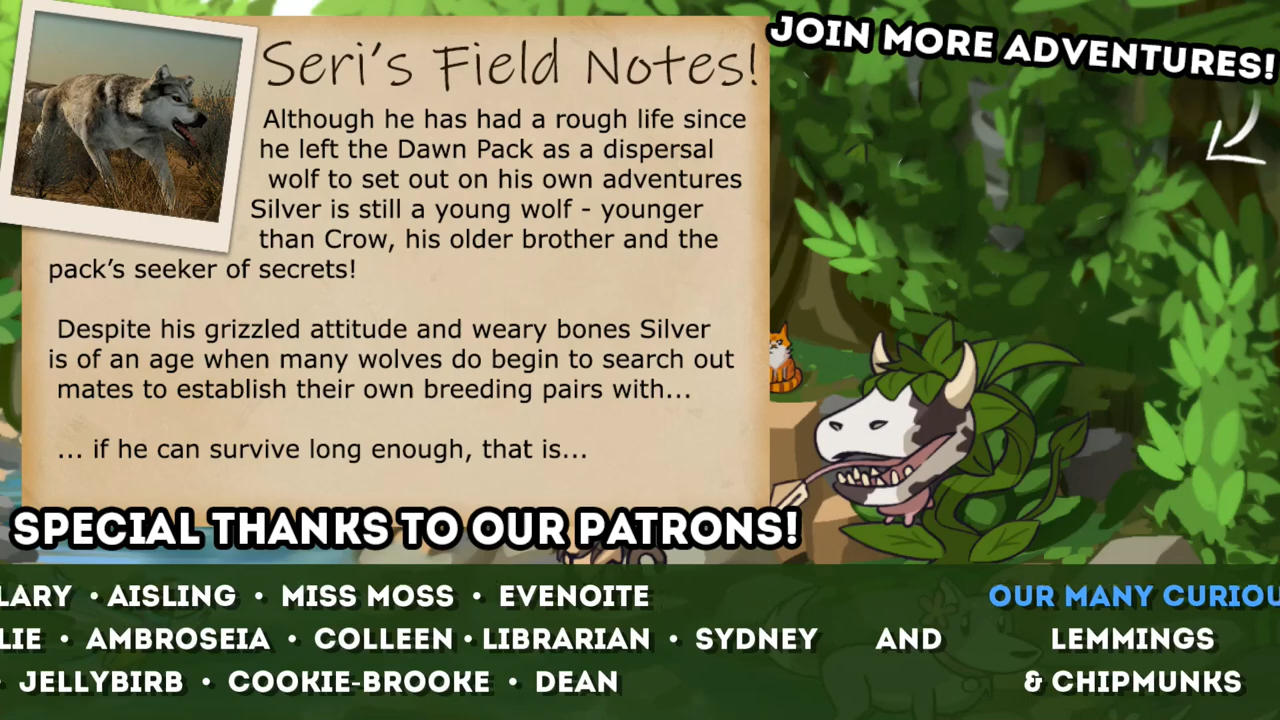 Seri's Field Notes!
JOIN MORE ADVENTURES!
Although he has had a rough life since
he left the Dawn Pack as a dispersal
wolf to set out on his own adventures
Silver is still a young wolf - younger
than Crow, his older brother and the
pack's seeker of secrets!
Despite his grizzled attitude and weary bones Silver
is of an age when many wolves do begin to search out
mates to establish their own breeding pairs with...
... if he can survive long enough, that is...
SPECIAL THANKS TO OUR PATRONS!
LARY • AISLING • MISS MOSS • EVENOITE OUR MANY CURIOU
LIE • AMBROSEIA • COLLEEN • LIBRARIAN • SYDNEY AND LEMMINGS
• JELLYBIRB • COOKIE-BROOKE • DEAN & CHIPMUNKS